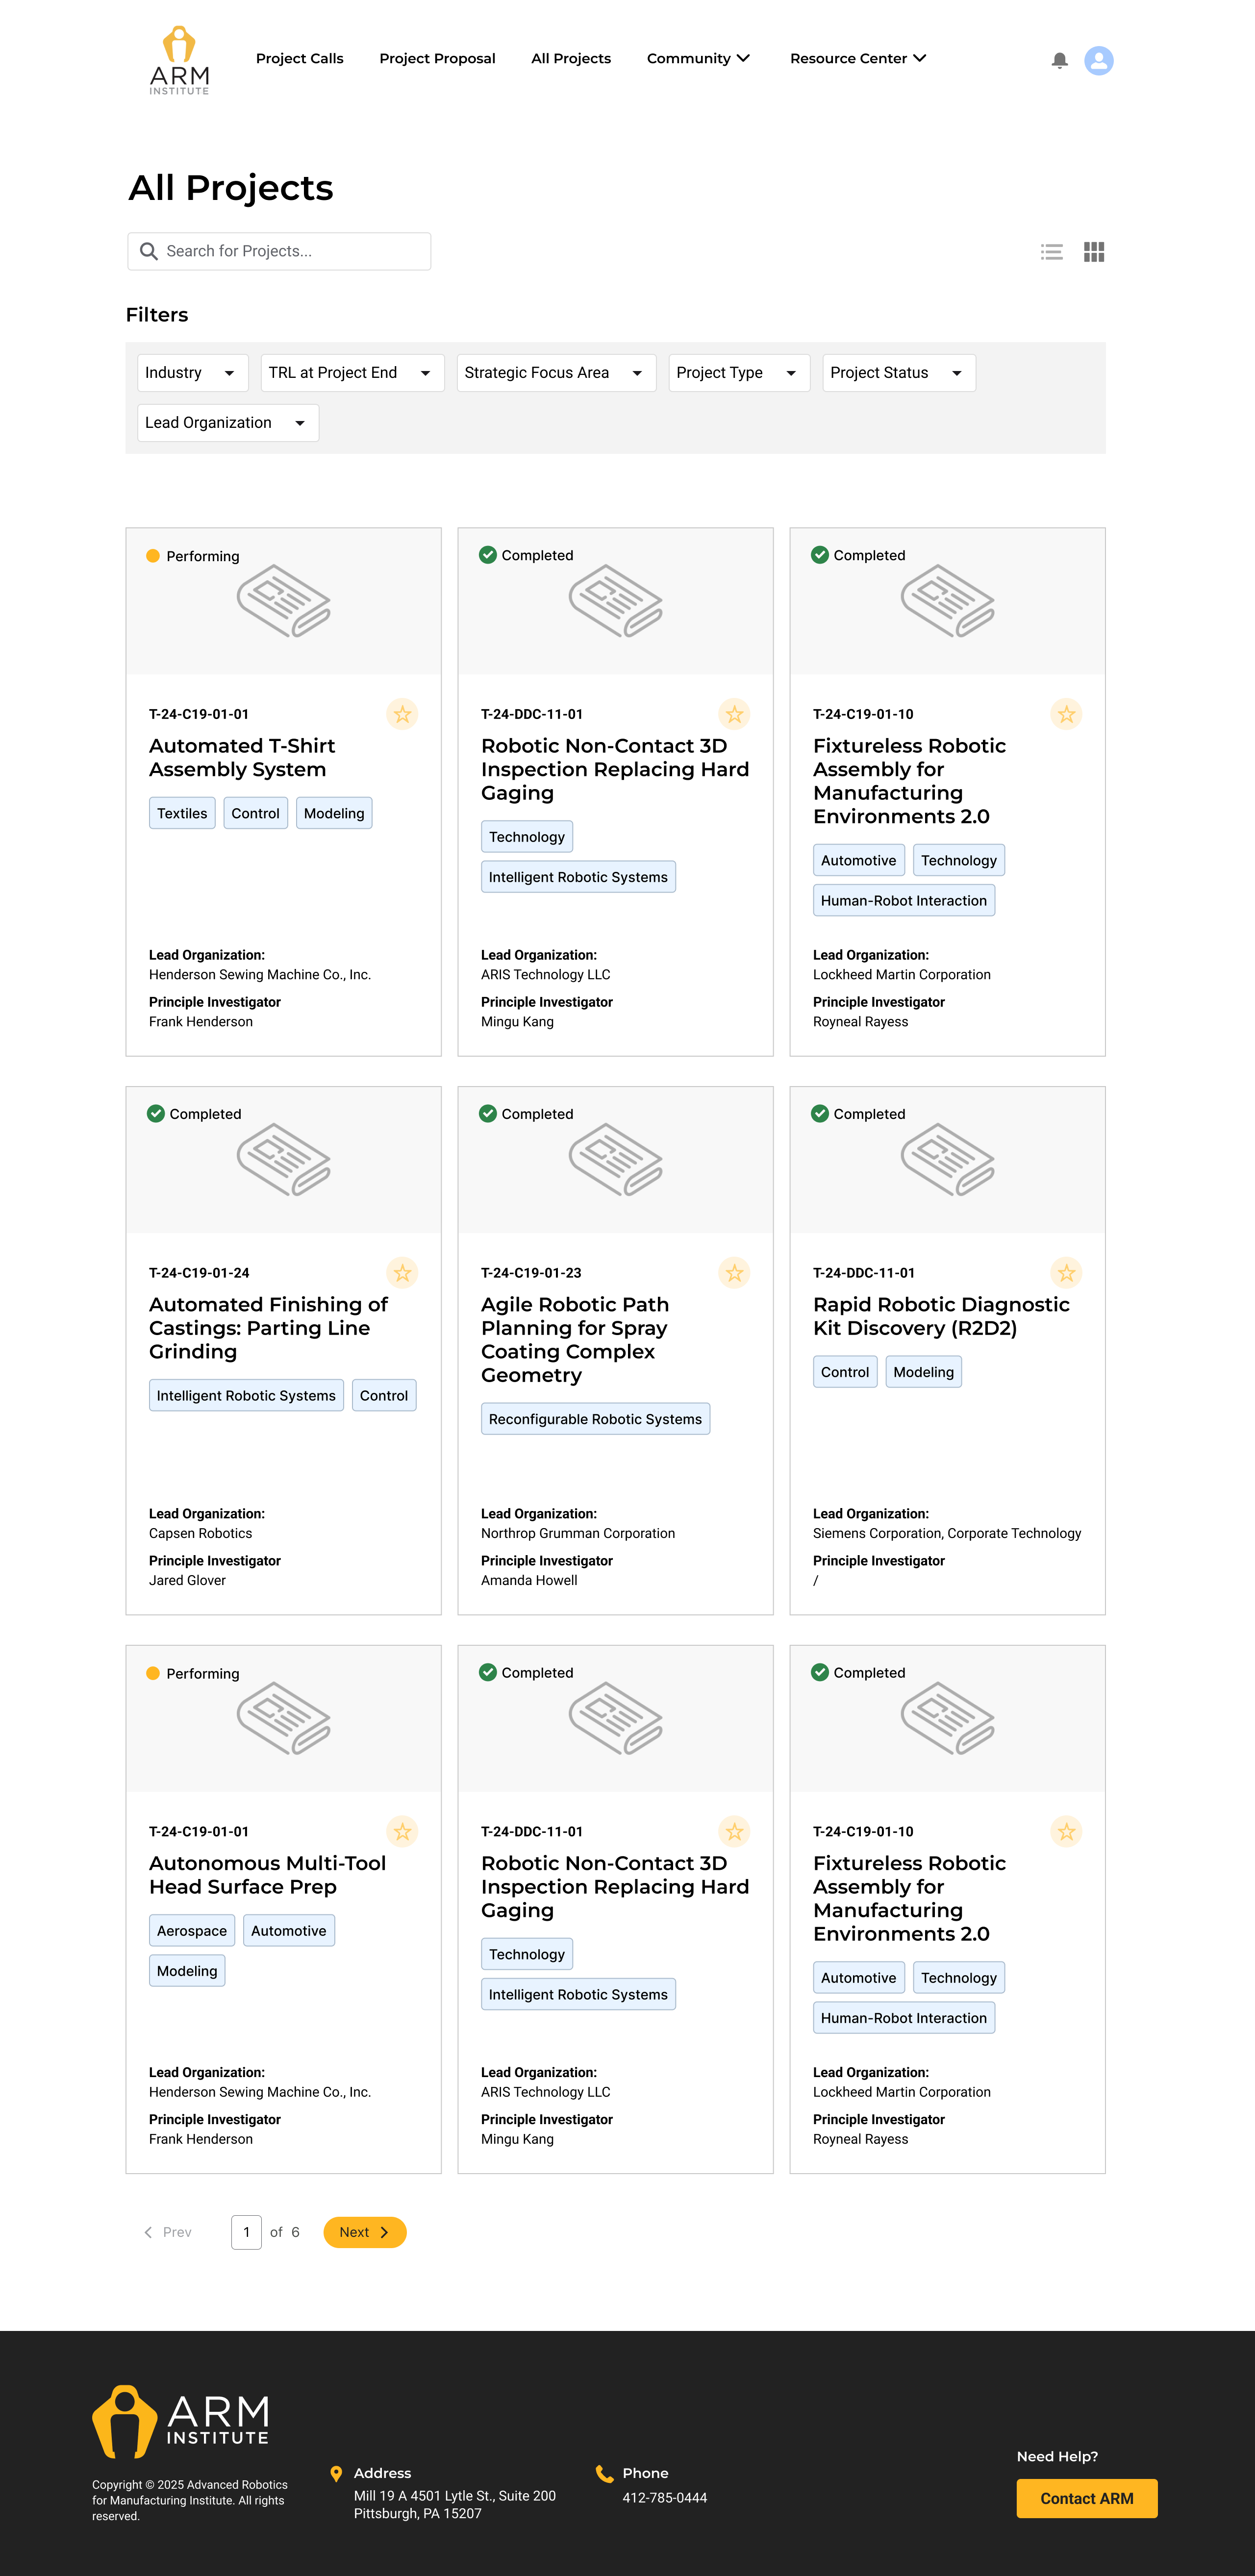 ARM
INSTITUTE
Project Calls
Project Proposal
All Projects
Community
Resource Center
All Projects
Search for Projects...
Filters
Industry
TRL at Project End
Strategic Focus Area
Project Type
Project Status
Lead Organization
Performing
T-24-C19-01-01
Automated T-Shirt
Assembly System
Textiles
Control
Modeling
Lead Organization:
Henderson Sewing Machine Co., Inc.
Principle Investigator
Frank Henderson
Completed
T-24-DDC-11-01
Robotic Non-Contact 3D
Inspection Replacing Hard
Gaging
Technology
Intelligent Robotic Systems
Lead Organization:
ARIS Technology LLC
Principle Investigator
Mingu Kang
Completed
T-24-C19-01-10
Fixtureless Robotic
Assembly for
Manufacturing
Environments 2.0
Automotive
Technology
Human-Robot Interaction
Lead Organization:
Lockheed Martin Corporation
Principle Investigator
Royneal Rayess
Completed
T-24-C19-01-24
Automated Finishing of
Castings: Parting Line
Grinding
Intelligent Robotic Systems
Control
Lead Organization:
Capsen Robotics
Principle Investigator
Jared Glover
Completed
T-24-C19-01-23
Agile Robotic Path
Planning for Spray
Coating Complex
Geometry
Reconfigurable Robotic Systems
Lead Organization:
Northrop Grumman Corporation
Principle Investigator
Amanda Howell
Completed
T-24-DDC-11-01
Rapid Robotic Diagnostic
Kit Discovery (R2D2)
Control
Modeling
Lead Organization:
Siemens Corporation, Corporate Technology
Principle Investigator
/
Performing
T-24-C19-01-01
Autonomous Multi-Tool
Head Surface Prep
Aerospace
Automotive
Modeling
Lead Organization:
Henderson Sewing Machine Co., Inc.
Principle Investigator
Frank Henderson
Completed
T-24-DDC-11-01
Robotic Non-Contact 3D
Inspection Replacing Hard
Gaging
Technology
Intelligent Robotic Systems
Lead Organization:
ARIS Technology LLC
Principle Investigator
Mingu Kang
Completed
T-24-C19-01-10
Fixtureless Robotic
Assembly for
Manufacturing
Environments 2.0
Automotive
Technology
Human-Robot Interaction
Lead Organization:
Lockheed Martin Corporation
Principle Investigator
Royneal Rayess
Prev
1 of 6
Next
ARM
INSTITUTE
Copyright © 2025 Advanced Robotics
for Manufacturing Institute. All rights
reserved.
Address
Mill 19 A 4501 Lytle St., Suite 200
Pittsburgh, PA 15207
Phone
412-785-0444
Need Help?
Contact ARM